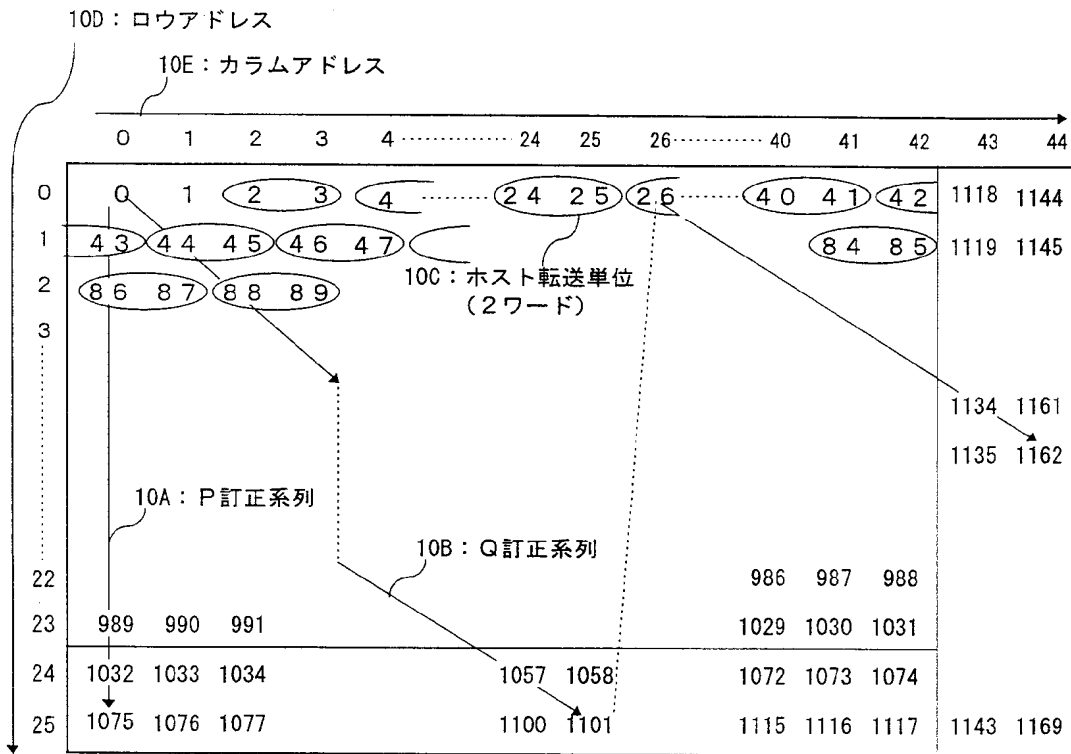 10D：ロウアドレス
10E：カラムアドレス
0 1 2 3 4 ········· 24 25 26 ········· 40 41 42 43 44
0 0 1 2 3 4 ········· 24 25 26 ········ 40 41 42 1118 1144
1 43 44 45 46 47 84 85 1119 1145
10C：ホスト転送単位
（2ワード）
2 86 87 88 89
3
1134 1161
1135 1162
10A：P訂正系列
10B：Q訂正系列
22 986 987 988
23 989 990 991 1029 1030 1031
24 1032 1033 1034 1057 1058 1072 1073 1074
25 1075 1076 1077 1100 1101 1115 1116 1117 1143 1169